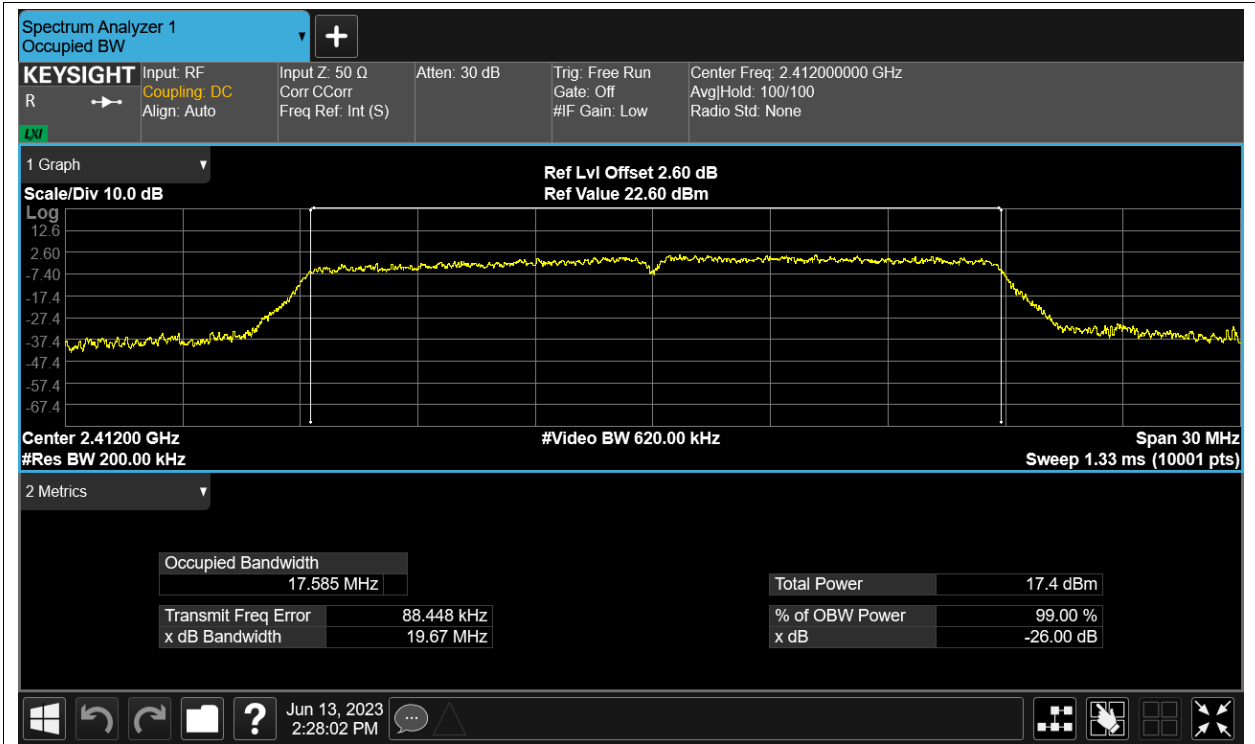 Spectrum Analyzer 1
Occupied BW
KEYSIGHT
R
LXI
Input: RF
Coupling: DC
Align: Auto
Input Z: 50 Ω
Corr CCorr
Freq Ref: Int (S)
Atten: 30 dB
Trig: Free Run
Gate: Off
#IF Gain: Low
Center Freq: 2.412000000 GHz
Avg|Hold: 100/100
Radio Std: None
1 Graph
Ref Lvl Offset 2.60 dB
Scale/Div 10.0 dB
Ref Value 22.60 dBm
Log
12.6
2.60
-7.40
-17.4
-27.4
-37.4
-47.4
-57.4
-67.4
Center 2.41200 GHz
#Video BW 620.00 kHz
Span 30 MHz
#Res BW 200.00 kHz
Sweep 1.33 ms (10001 pts)
2 Metrics
Occupied Bandwidth
17.585 MHz
Total Power 17.4 dBm
Transmit Freq Error 88.448 kHz
% of OBW Power 99.00 %
x dB Bandwidth 19.67 MHz
x dB -26.00 dB
?
Jun 13, 2023
2:28:02 PM